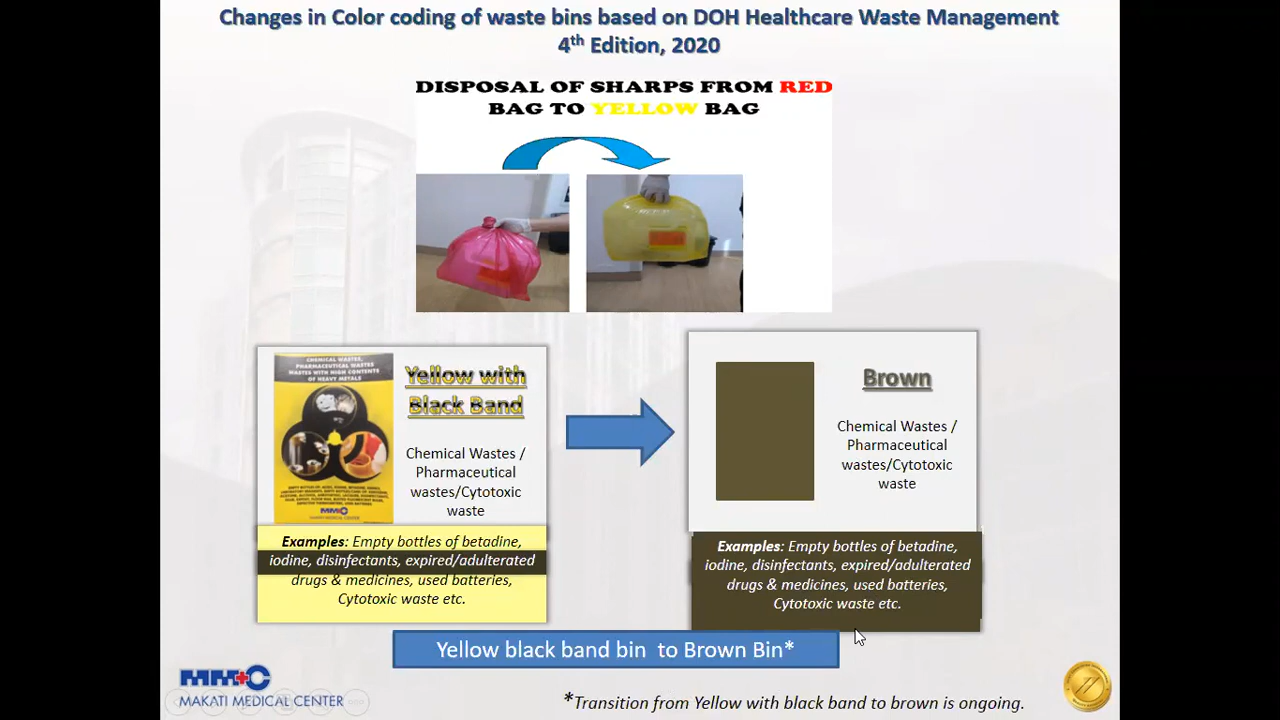 Changes in Color coding of waste bins based on DOH Healthcare Waste Management
4th Edition, 2020
DISPOSAL OF SHARPS FROM RED
BAG TO YELLOW BAG
CHEMICAL WASTES,
PHARMACEUTICAL WASTES
WASTES WITH HIGH CONTENTS
OF HEAVY METALS
MMC
MAKATI MEDICAL CENTER
Yellow with
Black Band
Chemical Wastes /
Pharmaceutical
wastes/Cytotoxic
waste
Examples: Empty bottles of betadine,
iodine, disinfectants, expired/adulterated
drugs & medicines, used batteries,
Cytotoxic waste etc.
Brown
Chemical Wastes /
Pharmaceutical
wastes/Cytotoxic
waste
Examples: Empty bottles of betadine,
iodine, disinfectants, expired/adulterated
drugs & medicines, used batteries,
Cytotoxic waste etc.
Yellow black band bin to Brown Bin*
MMC
MAKATI MEDICAL CENTER
*Transition from Yellow with black band to brown is ongoing.